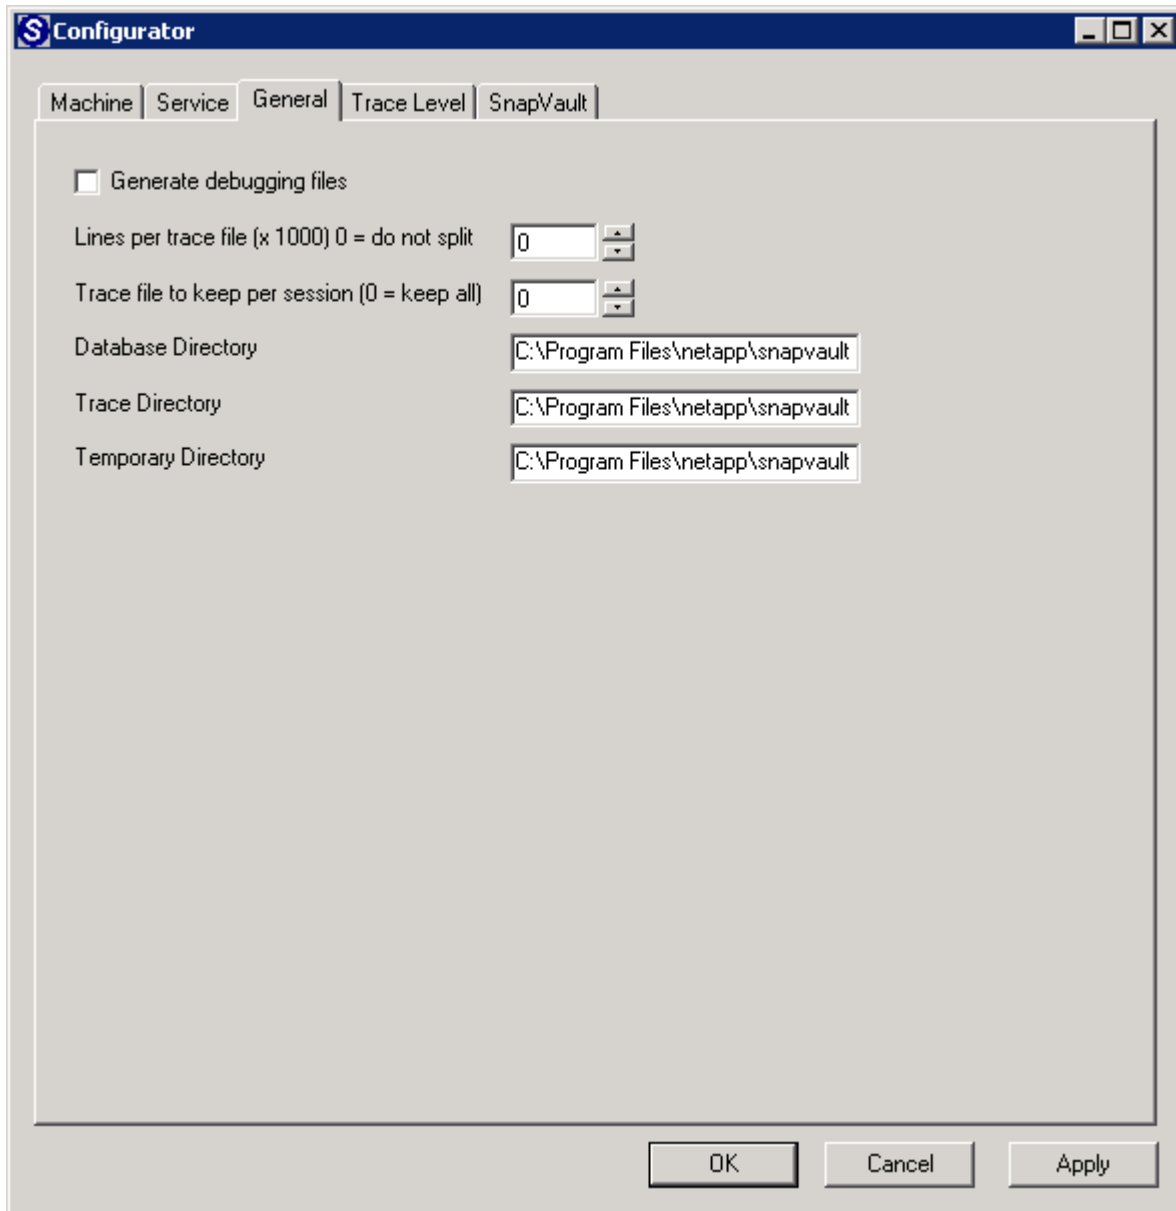 S Configurator
Machine Service General Trace Level SnapVault
Generate debugging files
Lines per trace file (x 1000) 0 = do not split 0
Trace file to keep per session (0 = keep all) 0
Database Directory C:\Program Files\netapp\snapvault
Trace Directory C:\Program Files\netapp\snapvault
Temporary Directory C:\Program Files\netapp\snapvault
OK Cancel Apply